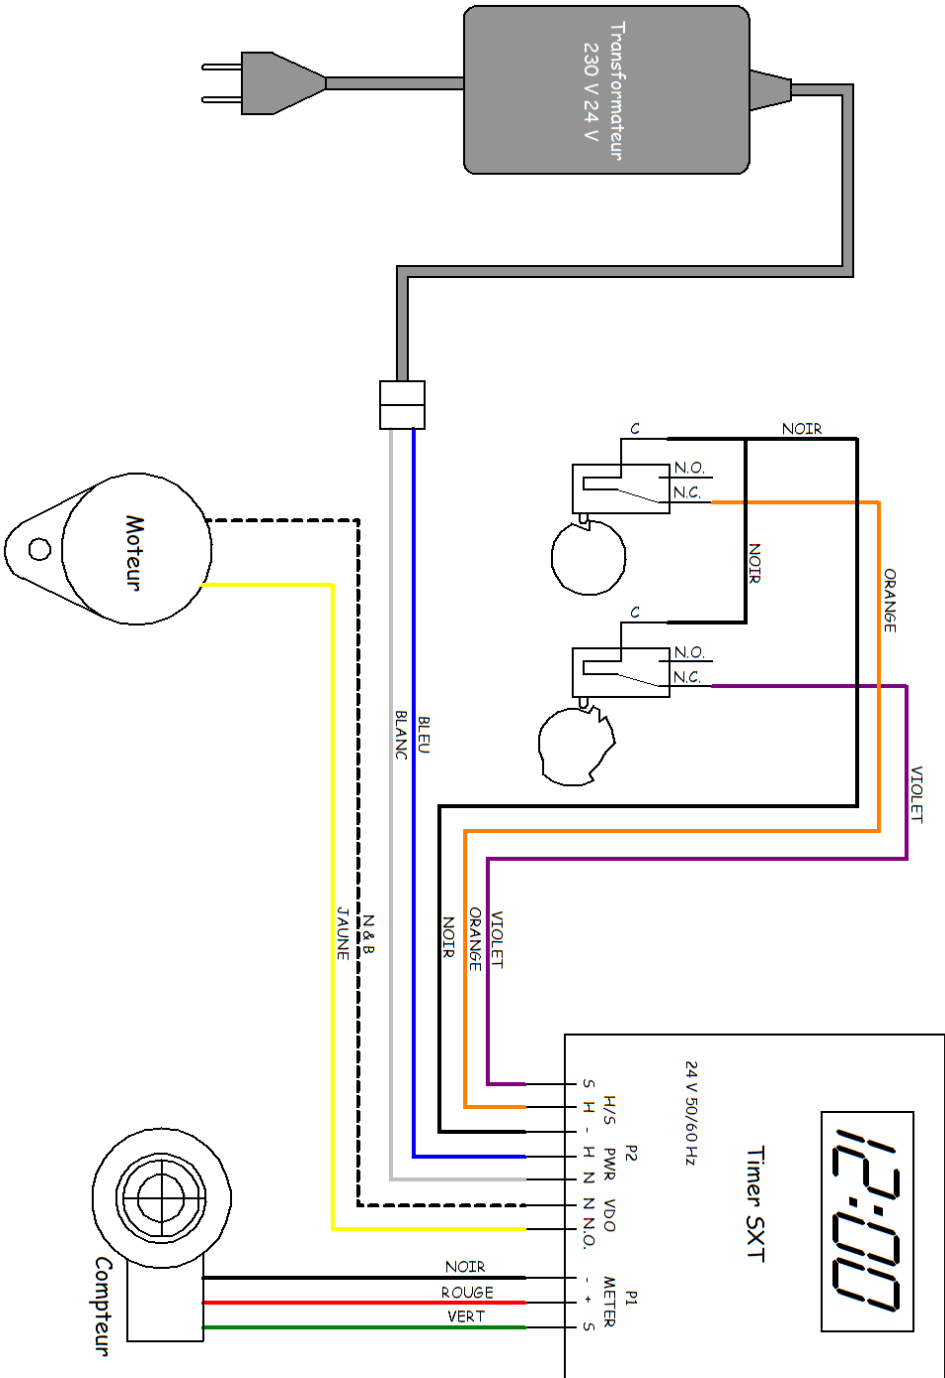 Transformateur
230 V 24 V
C
NOIR
N.O.
N.C.
NOIR
ORANGE
C
N.O.
N.C.
VIOLET
Moteur
BLEU
BLANC
N & B
JAUNE
VIOLET
ORANGE
NOIR
24 V 50/60 Hz
Timer SXT
12:00
S
H
-
H/S
H
N
PWR
P2
N
N.O.
VDO
-
+
S
METER
P1
NOIR
ROUGE
VERT
Compteur